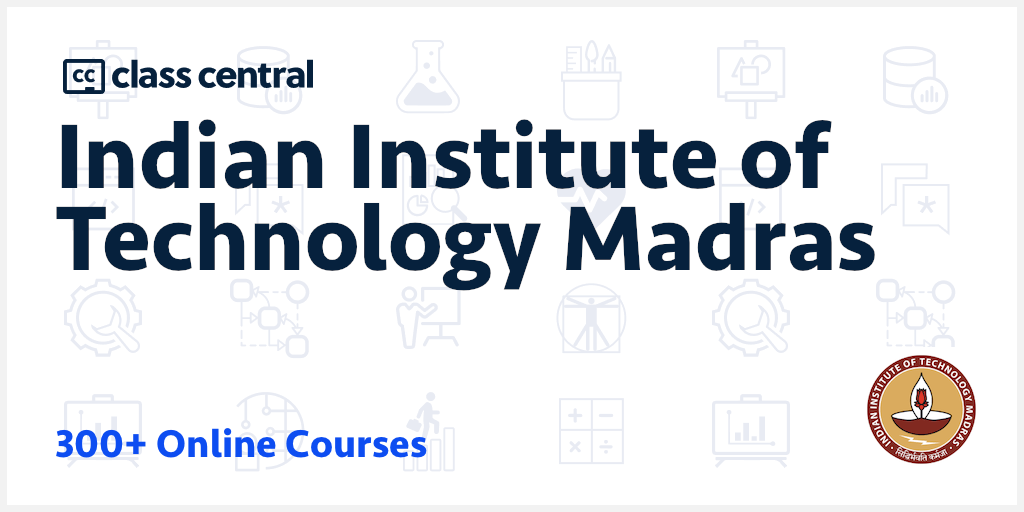 cc class central
Indian Institute of
Technology Madras
300+ Online Courses
INDIAN INSTITUTE OF TECHNOLOGY MADRAS
सिद्धिर्भवति कर्मजा